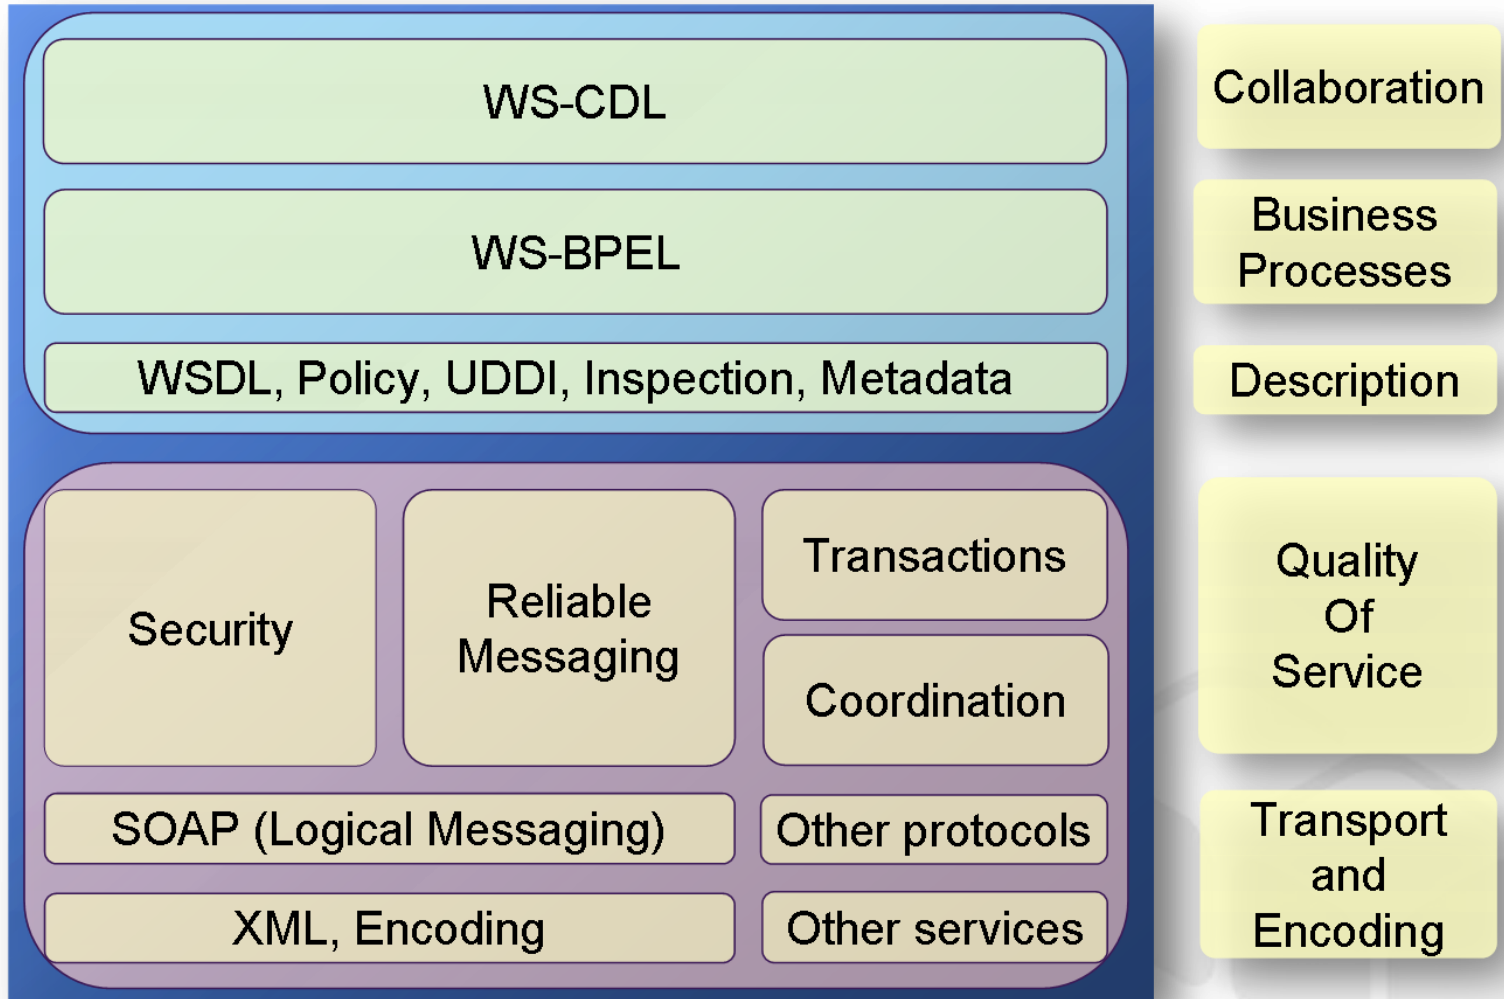 WS-CDL
Collaboration
WS-BPEL
Business
Processes
WSDL, Policy, UDDI, Inspection, Metadata
Description
Security
Reliable
Messaging
Transactions
Coordination
Quality
Of
Service
SOAP (Logical Messaging)
Other protocols
XML, Encoding
Other services
Transport
and
Encoding